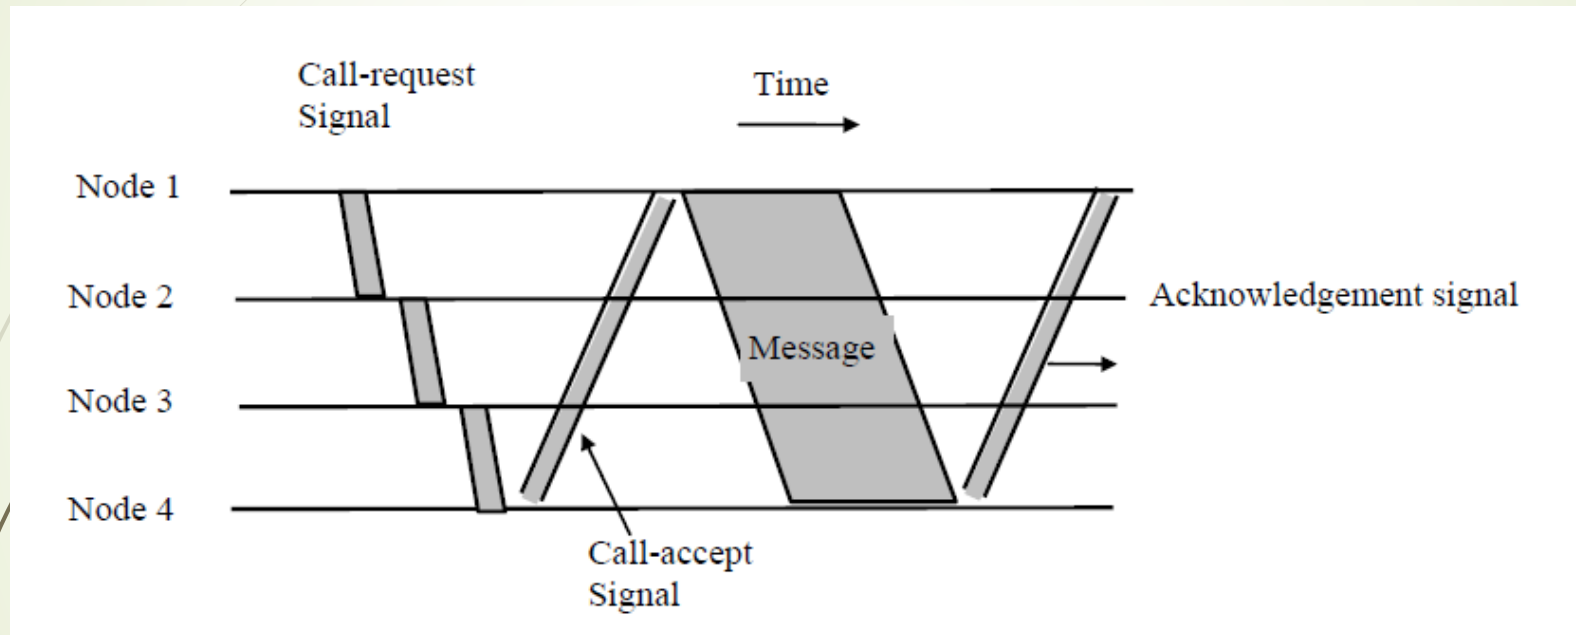 Call-request
Signal
Time
Node 1
Node 2
Acknowledgement signal
Message
Node 3
Node 4
Call-accept
Signal